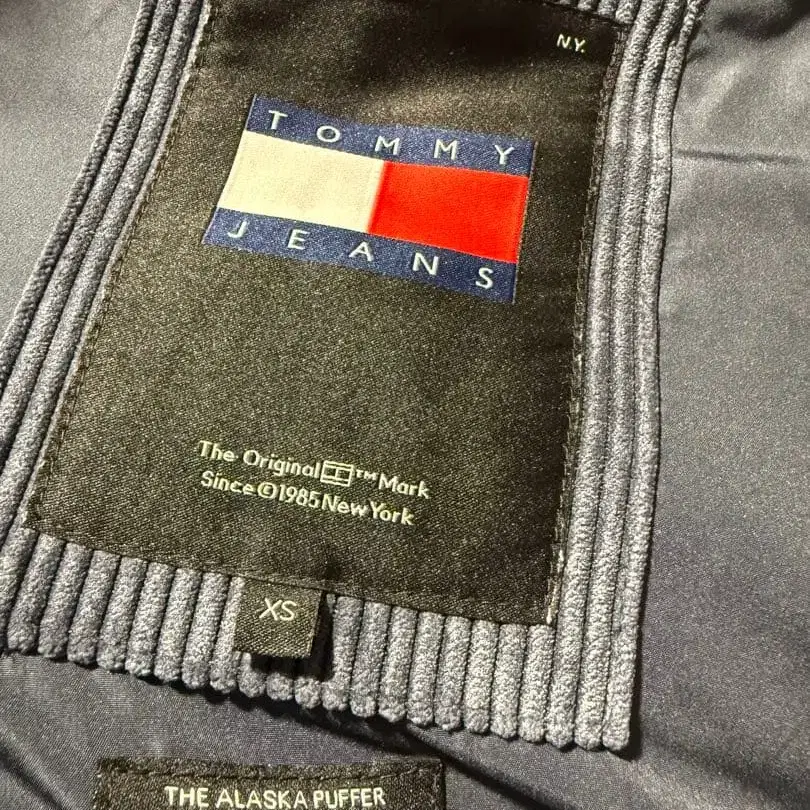 N.Y.
TOMMY
JEANS
The Original ™ Mark
Since ©1985 New York
XS
THE ALASKA PUFFER